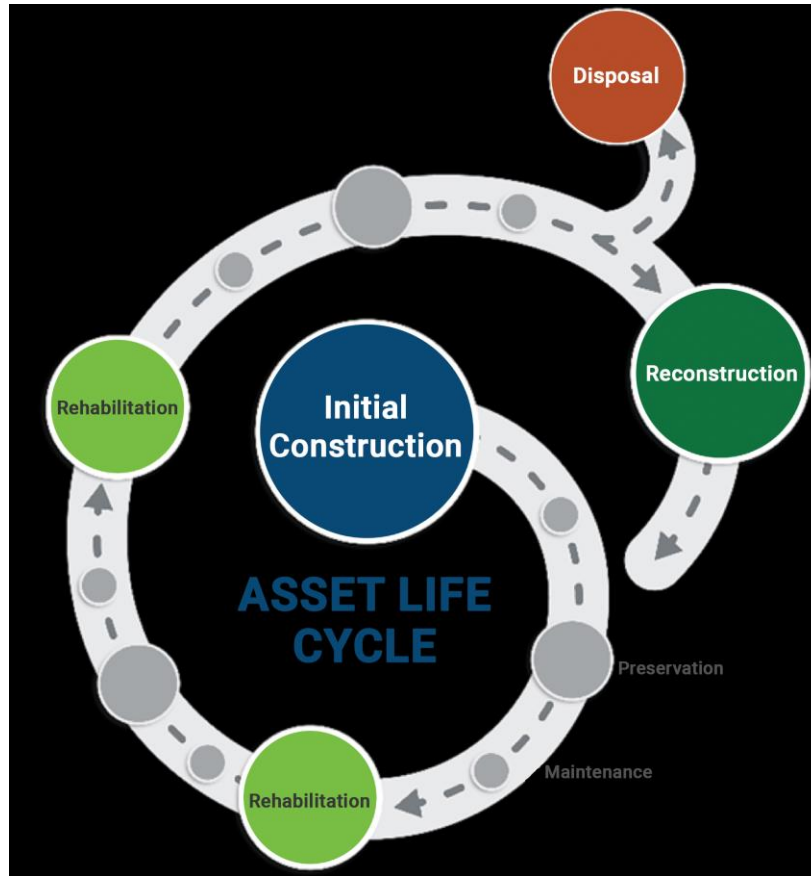 Disposal
Reconstruction
Rehabilitation
Initial
Construction
ASSET LIFE
CYCLE
Preservation
Maintenance
Rehabilitation